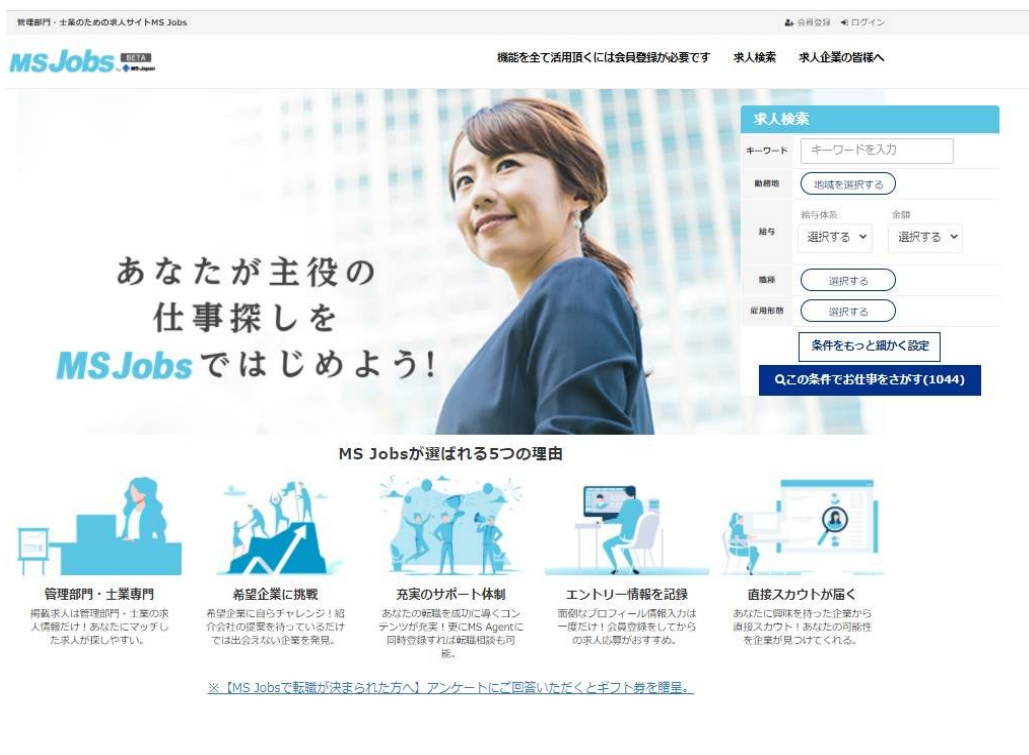 管理部門・士業のための求人サイトMS Jobs
会員登録 ログイン
MSJobs BETA
by MS-Japan
機能を全て活用頂くには会員登録が必要です 求人検索 求人企業の皆様へ
あなたが主役の
仕事探しを
MSJobsではじめよう!
求人検索
キーワード キーワードを入力
勤務地 地域を選択する
給与体系 金額
給与 選択する 選択する
職種 選択する
雇用形態 選択する
条件をもっと細かく設定
この条件でお仕事をさがす(1044)
MS Jobsが選ばれる5つの理由
管理部門・士業専門
掲載求人は管理部門・士業の求
人情報だけ！あなたにマッチし
た求人が探しやすい。
希望企業に挑戦
希望企業に自らチャレンジ！紹
介会社の提案を待っているだけ
では出会えない企業を発見。
充実のサポート体制
あなたの転職を成功に導くコン
テンツが充実！更にMS Agentに
同時登録すれば転職相談も可
能。
エントリー情報を記録
面倒なプロフィール情報入力は
一度だけ！会員登録をしてから
の求人応募がおすすめ。
直接スカウトが届く
あなたに興味を持った企業から
直接スカウト！あなたの可能性
を企業が見つけてくれる。
※【MS Jobsで転職が決まられた方へ】アンケートにご回答いただくとギフト券を贈呈。